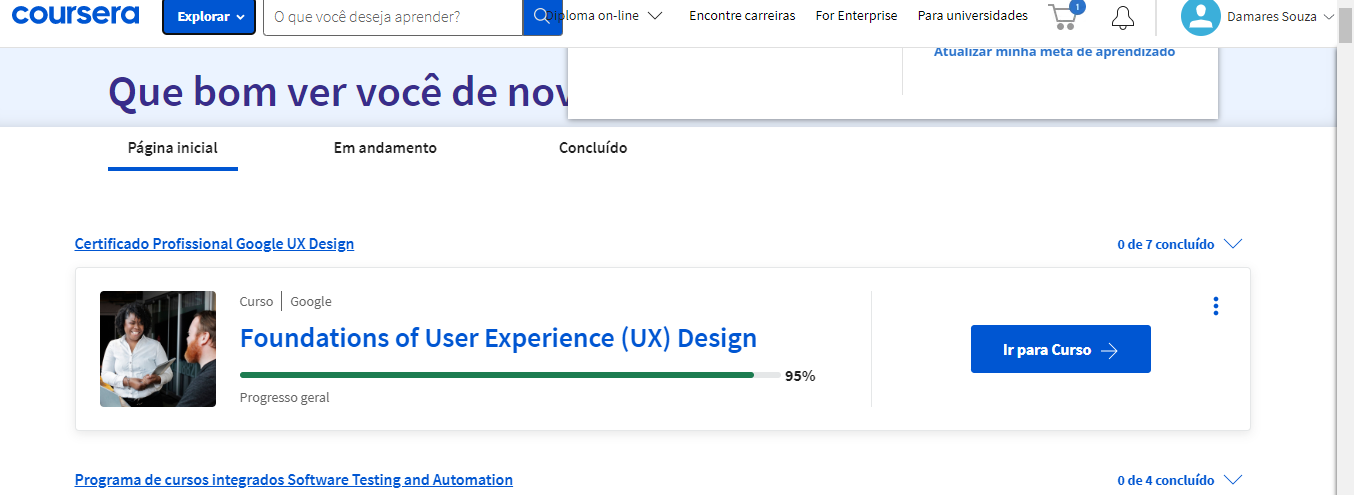 coursera
Explorar
O que você deseja aprender?
Diploma on-line
Encontre carreiras
For Enterprise
Para universidades
1
Damares Souza
Atualizar minha meta de aprendizado
Que bom ver você de nov
Página inicial
Em andamento
Concluído
Certificado Profissional Google UX Design
0 de 7 concluído
Curso | Google
Foundations of User Experience (UX) Design
95%
Progresso geral
Ir para Curso
Programa de cursos integrados Software Testing and Automation
0 de 4 concluído